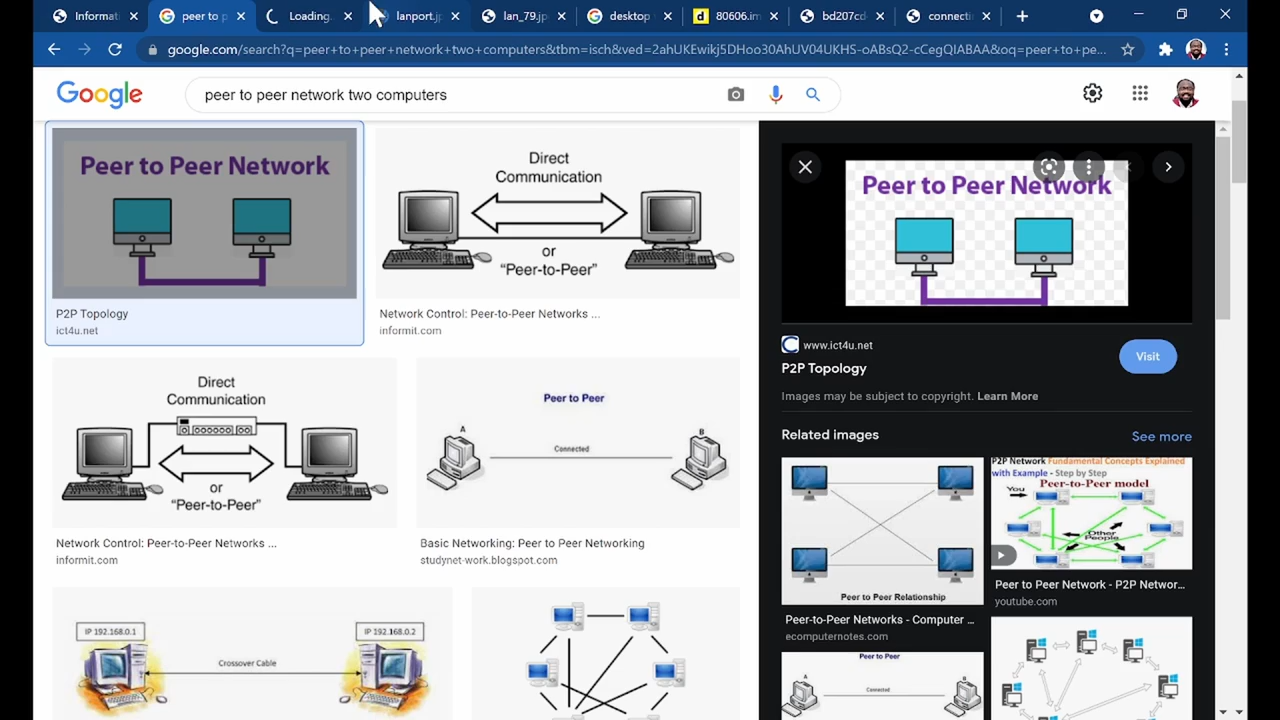 Informati
peer to p
Loading.
lanport.jp
lan_79.jp
desktop
80606.im
bd207cd
connecti
google.com/search?q=peer+to+peer+network+two+computers&tbm=isch&ved=2ahUKEwikj5DHoo30AhUV04UKHS-oABsQ2-cCegQIABAA&oq=peer+to+pe...
Google
peer to peer network two computers
Peer to Peer Network
P2P Topology
ict4u.net
Direct
Communication
or
“Peer-to-Peer”
Network Control: Peer-to-Peer Networks ...
informit.com
Direct
Communication
or
“Peer-to-Peer”
Network Control: Peer-to-Peer Networks ...
informit.com
Peer to Peer
A
B
Connected
Basic Networking: Peer to Peer Networking
studynet-work.blogspot.com
IP 192.168.0.1
IP 192.168.0.2
Crossover Cable
Peer to Peer Network
www.ict4u.net
P2P Topology
Visit
Images may be subject to copyright. Learn More
Related images
See more
Peer to Peer Relationship
Peer-to-Peer Networks - Computer ...
ecomputernotes.com
P2P Network Fundamental Concepts Explained
with Example - Step by Step
Peer-to-Peer model
You
Other
People
Peer to Peer Network - P2P Networ...
youtube.com
Peer to Peer
A
B
Connected